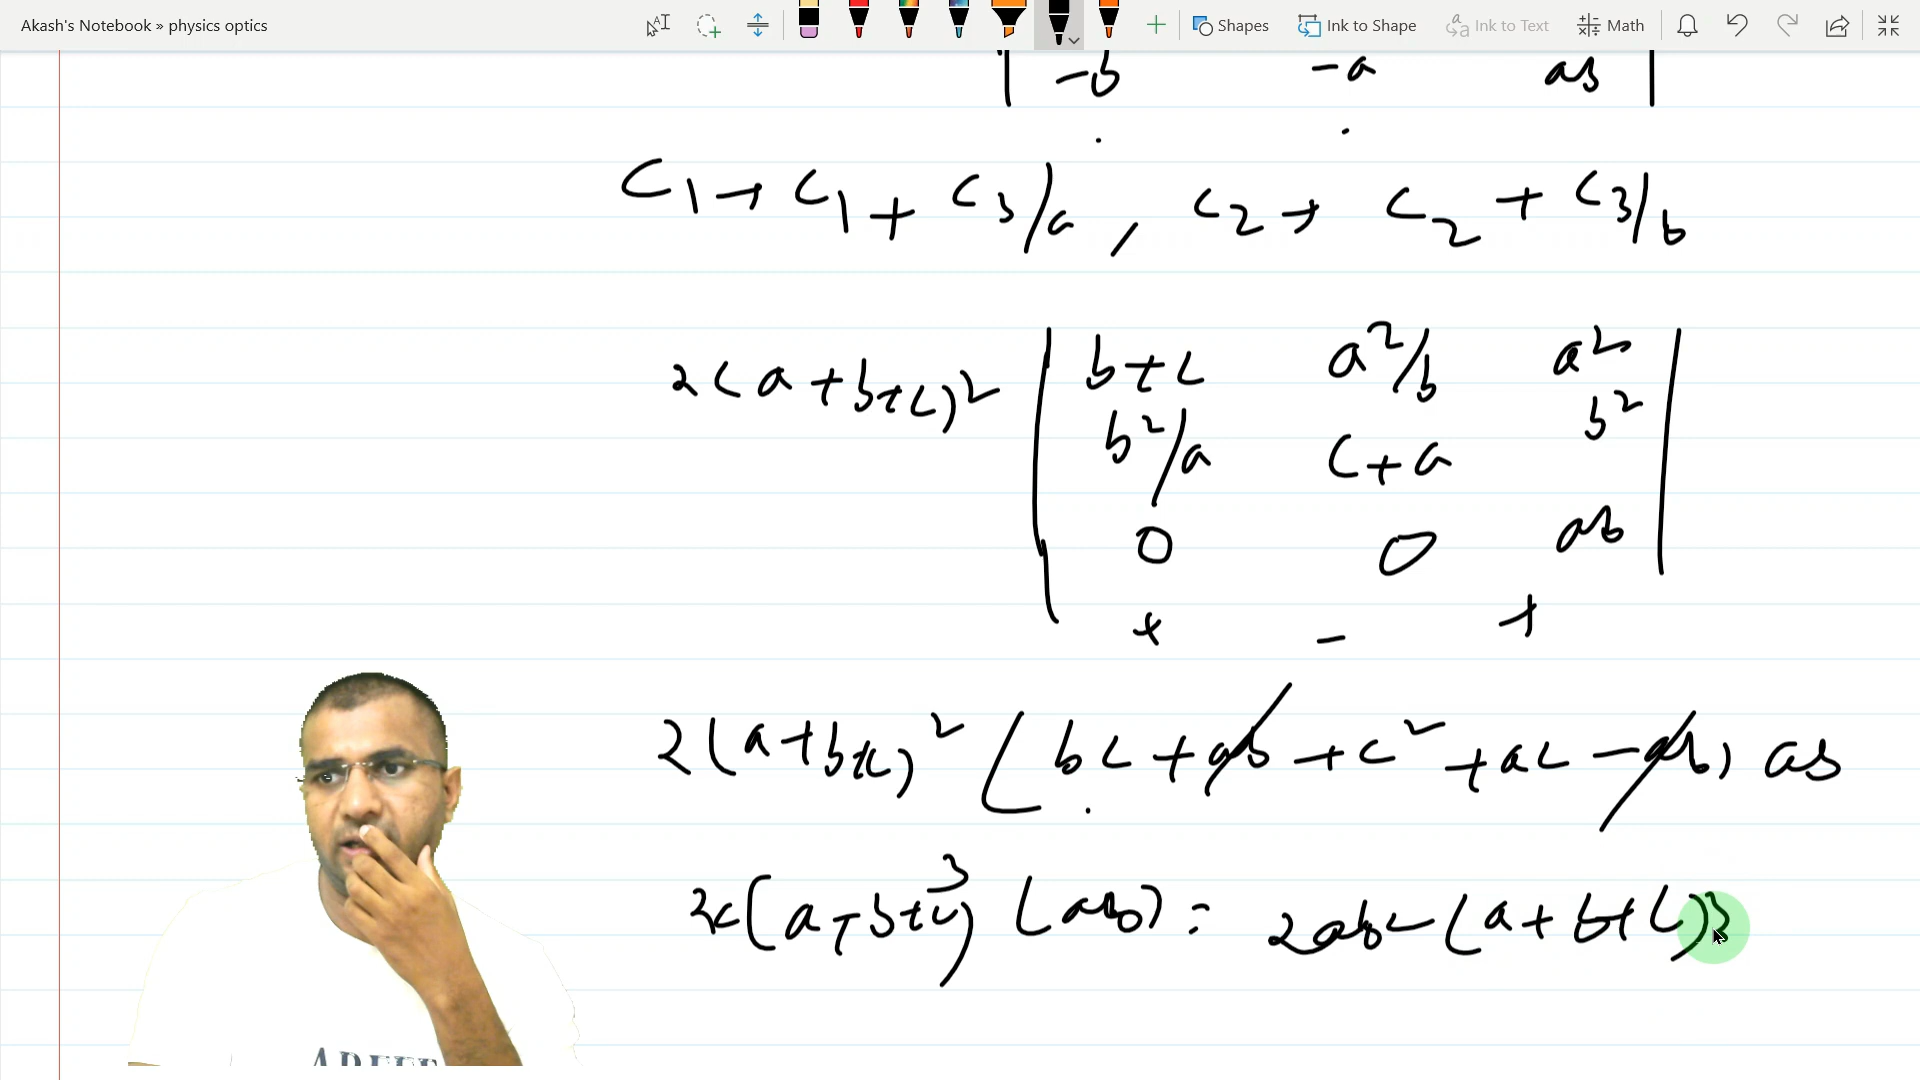 Akash's Notebook » physics optics
Shapes Ink to Shape Ink to Text Math
-b -a ab
C1 → C1 + C3/a , C2 → C2 + C3/b
2(a+b+c)² | b+c a²/b a² |
b²/a c+a b²
0 0 ab
+ - +
2(a+b+c)² (bc + ab + c² + ac - ab) ab
2c(a+b+c)³ (ab) = 2abc (a+b+c)³